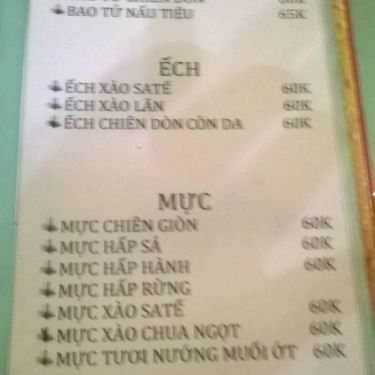 BAO TỬ NẤU TIÊU 65K
ẾCH
ẾCH XÀO SATẾ 60K
ẾCH XÀO LĂN 60K
ẾCH CHIÊN DÒN CÒN DA 60K
MỰC
MỰC CHIÊN GIÒN 60K
MỰC HẤP SẢ 60K
MỰC HẤP HÀNH 60K
MỰC HẤP RỪNG
MỰC XÀO SATẾ 60K
MỰC XÀO CHUA NGỌT 60K
MỰC TƯƠI NƯỚNG MUỐI ỚT 60K